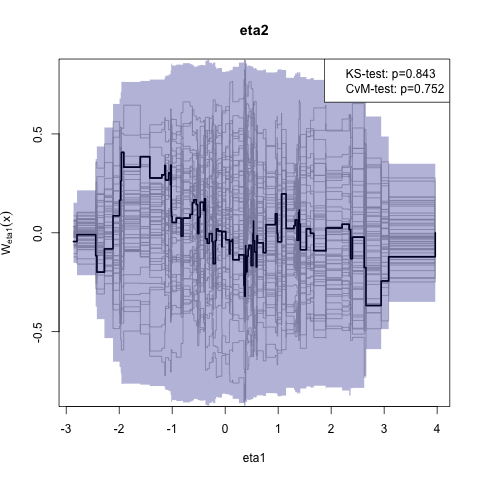 eta2
KS-test: p=0.843
CvM-test: p=0.752
W_eta1(x)
0.5
0.0
-0.5
-3 -2 -1 0 1 2 3 4
eta1